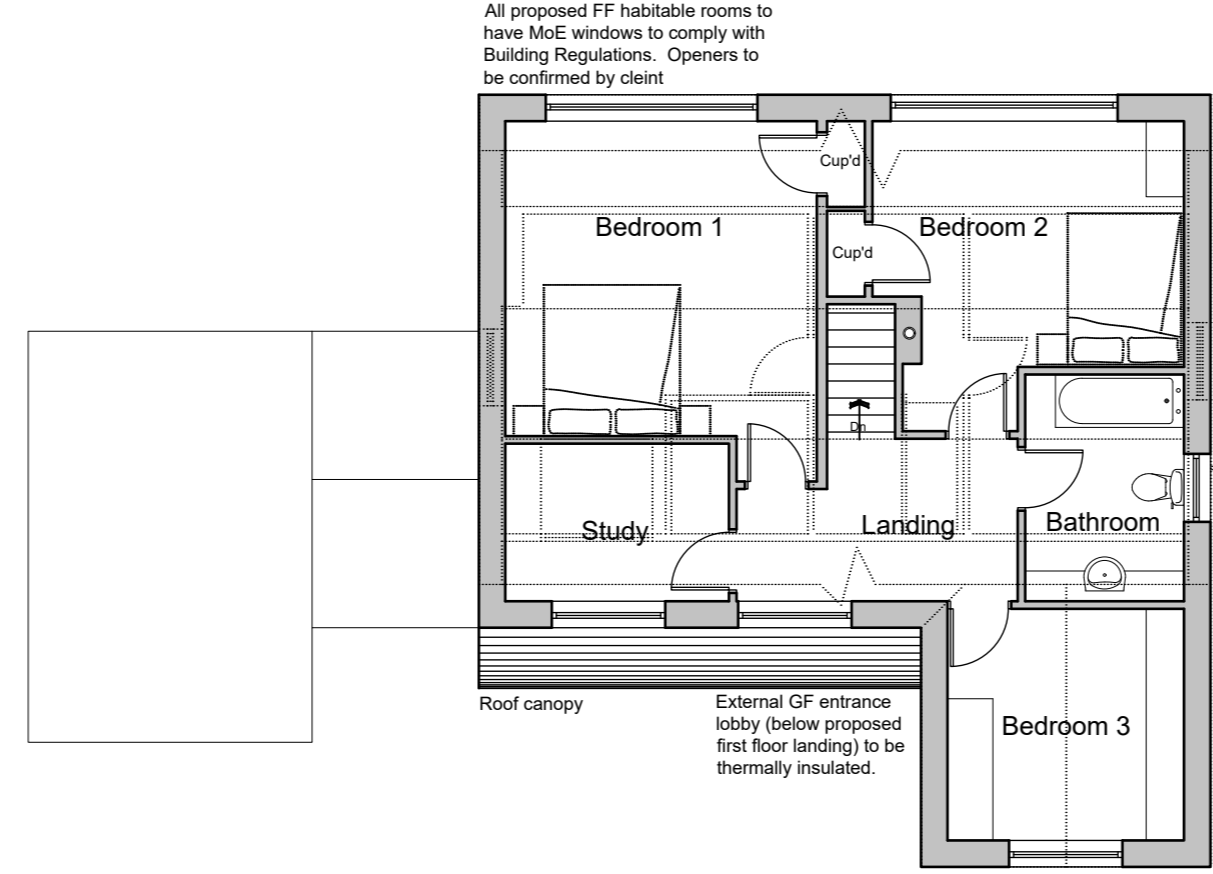 All proposed FF habitable rooms to
have MoE windows to comply with
Building Regulations. Openers to
be confirmed by cleint
Cup'd
Bedroom 1
Bedroom 2
Cup'd
Dn
Study
Landing
Bathroom
Roof canopy
External GF entrance
lobby (below proposed
first floor landing) to be
thermally insulated.
Bedroom 3